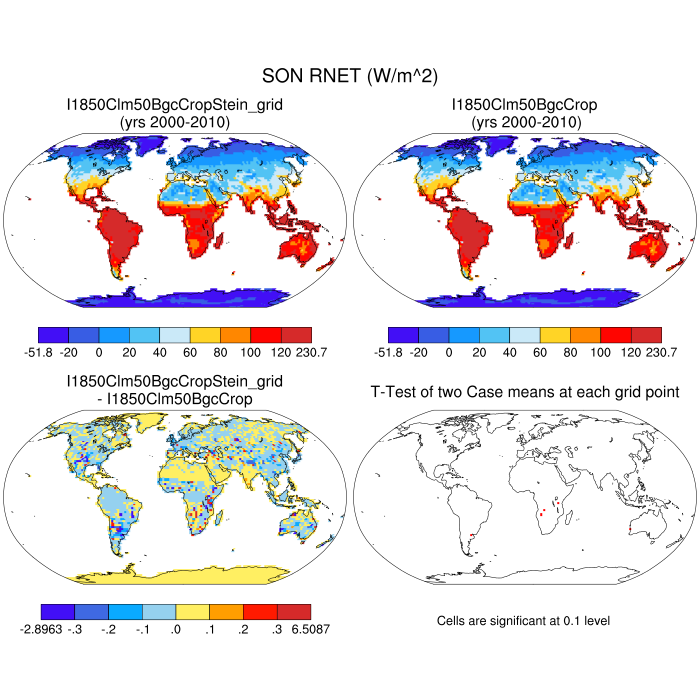 SON RNET (W/m^2)
I1850Clm50BgcCropStein_grid
(yrs 2000-2010)
I1850Clm50BgcCrop
(yrs 2000-2010)
-51.8 -20 0 20 40 60 80 100 120 230.7
-51.8 -20 0 20 40 60 80 100 120 230.7
I1850Clm50BgcCropStein_grid
- I1850Clm50BgcCrop
T-Test of two Case means at each grid point
-2.8963 -.3 -.2 -.1 .0 .1 .2 .3 6.5087
Cells are significant at 0.1 level